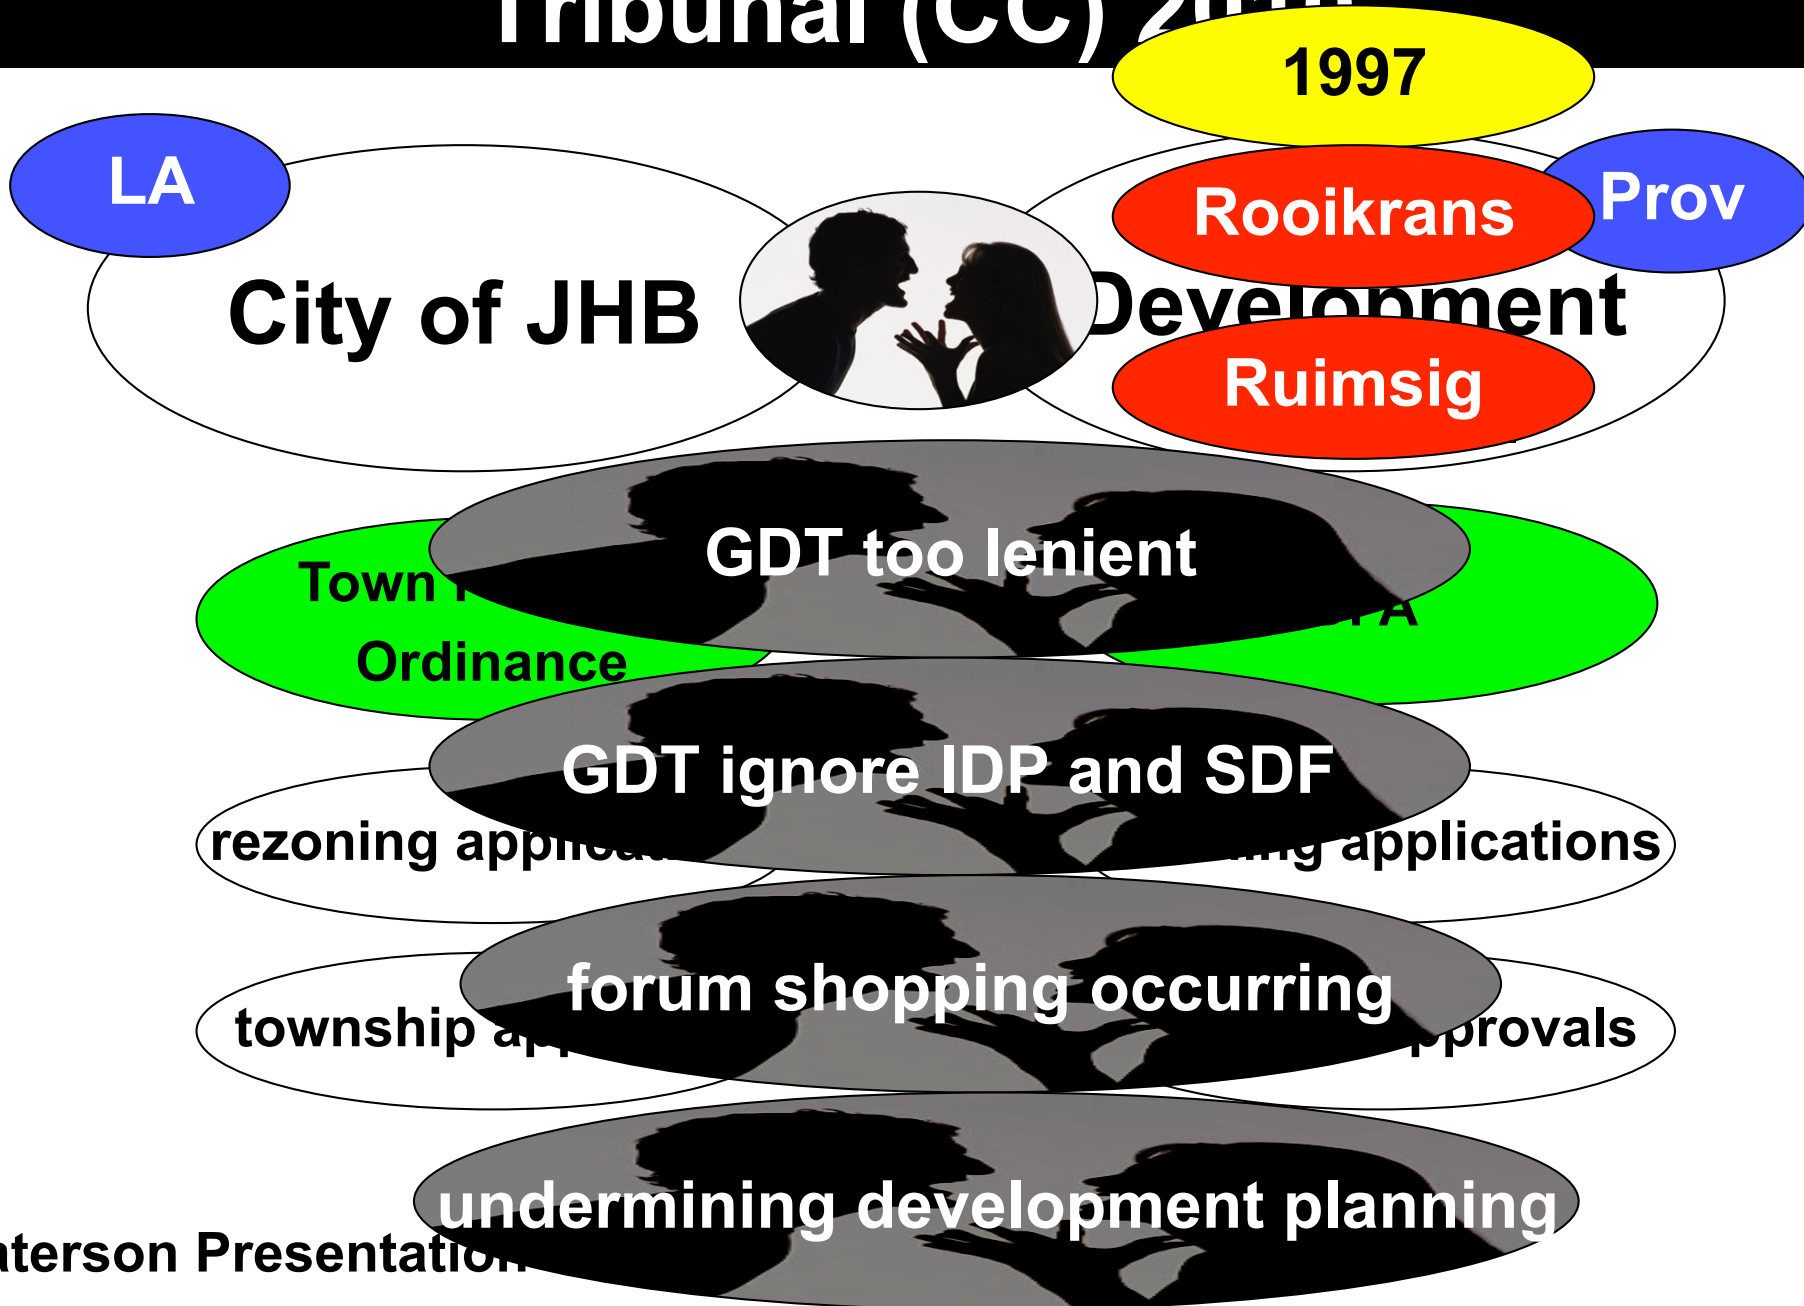 Tribunal (CC) 2010
1997
LA
Rooikrans
Prov
City of JHB
Development
Ruimsig
GDT too lenient
Town
Ordinance
GDT ignore IDP and SDF
rezoning
applications
forum shopping occurring
township
undermining development planning
Presentation